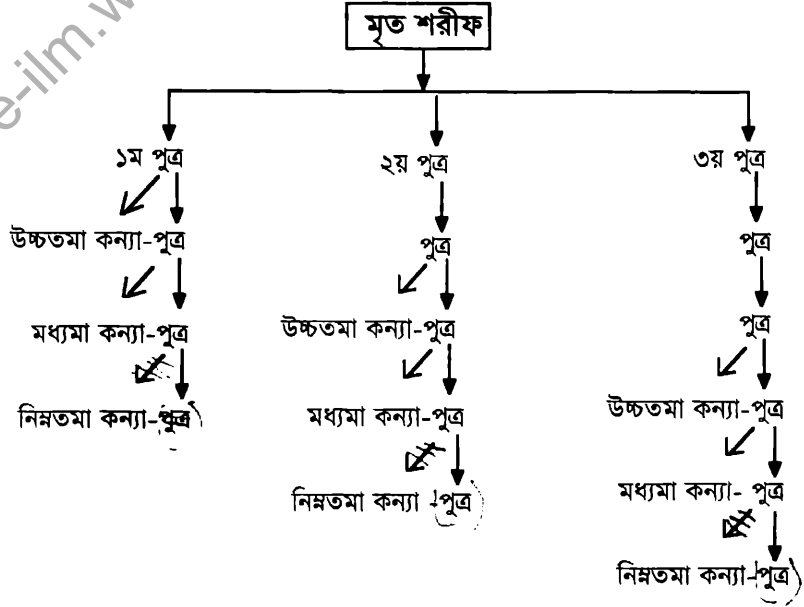 e-ilm.w
মৃত শরীফ
১ম পুত্র
২য় পুত্র
৩য় পুত্র
উচ্চতমা কন্যা-পুত্র
পুত্র
পুত্র
মধ্যমা কন্যা-পুত্র
উচ্চতমা কন্যা-পুত্র
পুত্র
নিম্নতমা কন্যা-পুত্র
মধ্যমা কন্যা-পুত্র
উচ্চতমা কন্যা-পুত্র
নিম্নতমা কন্যা-পুত্র
মধ্যমা কন্যা- পুত্র
নিম্নতমা কন্যা-পুত্র